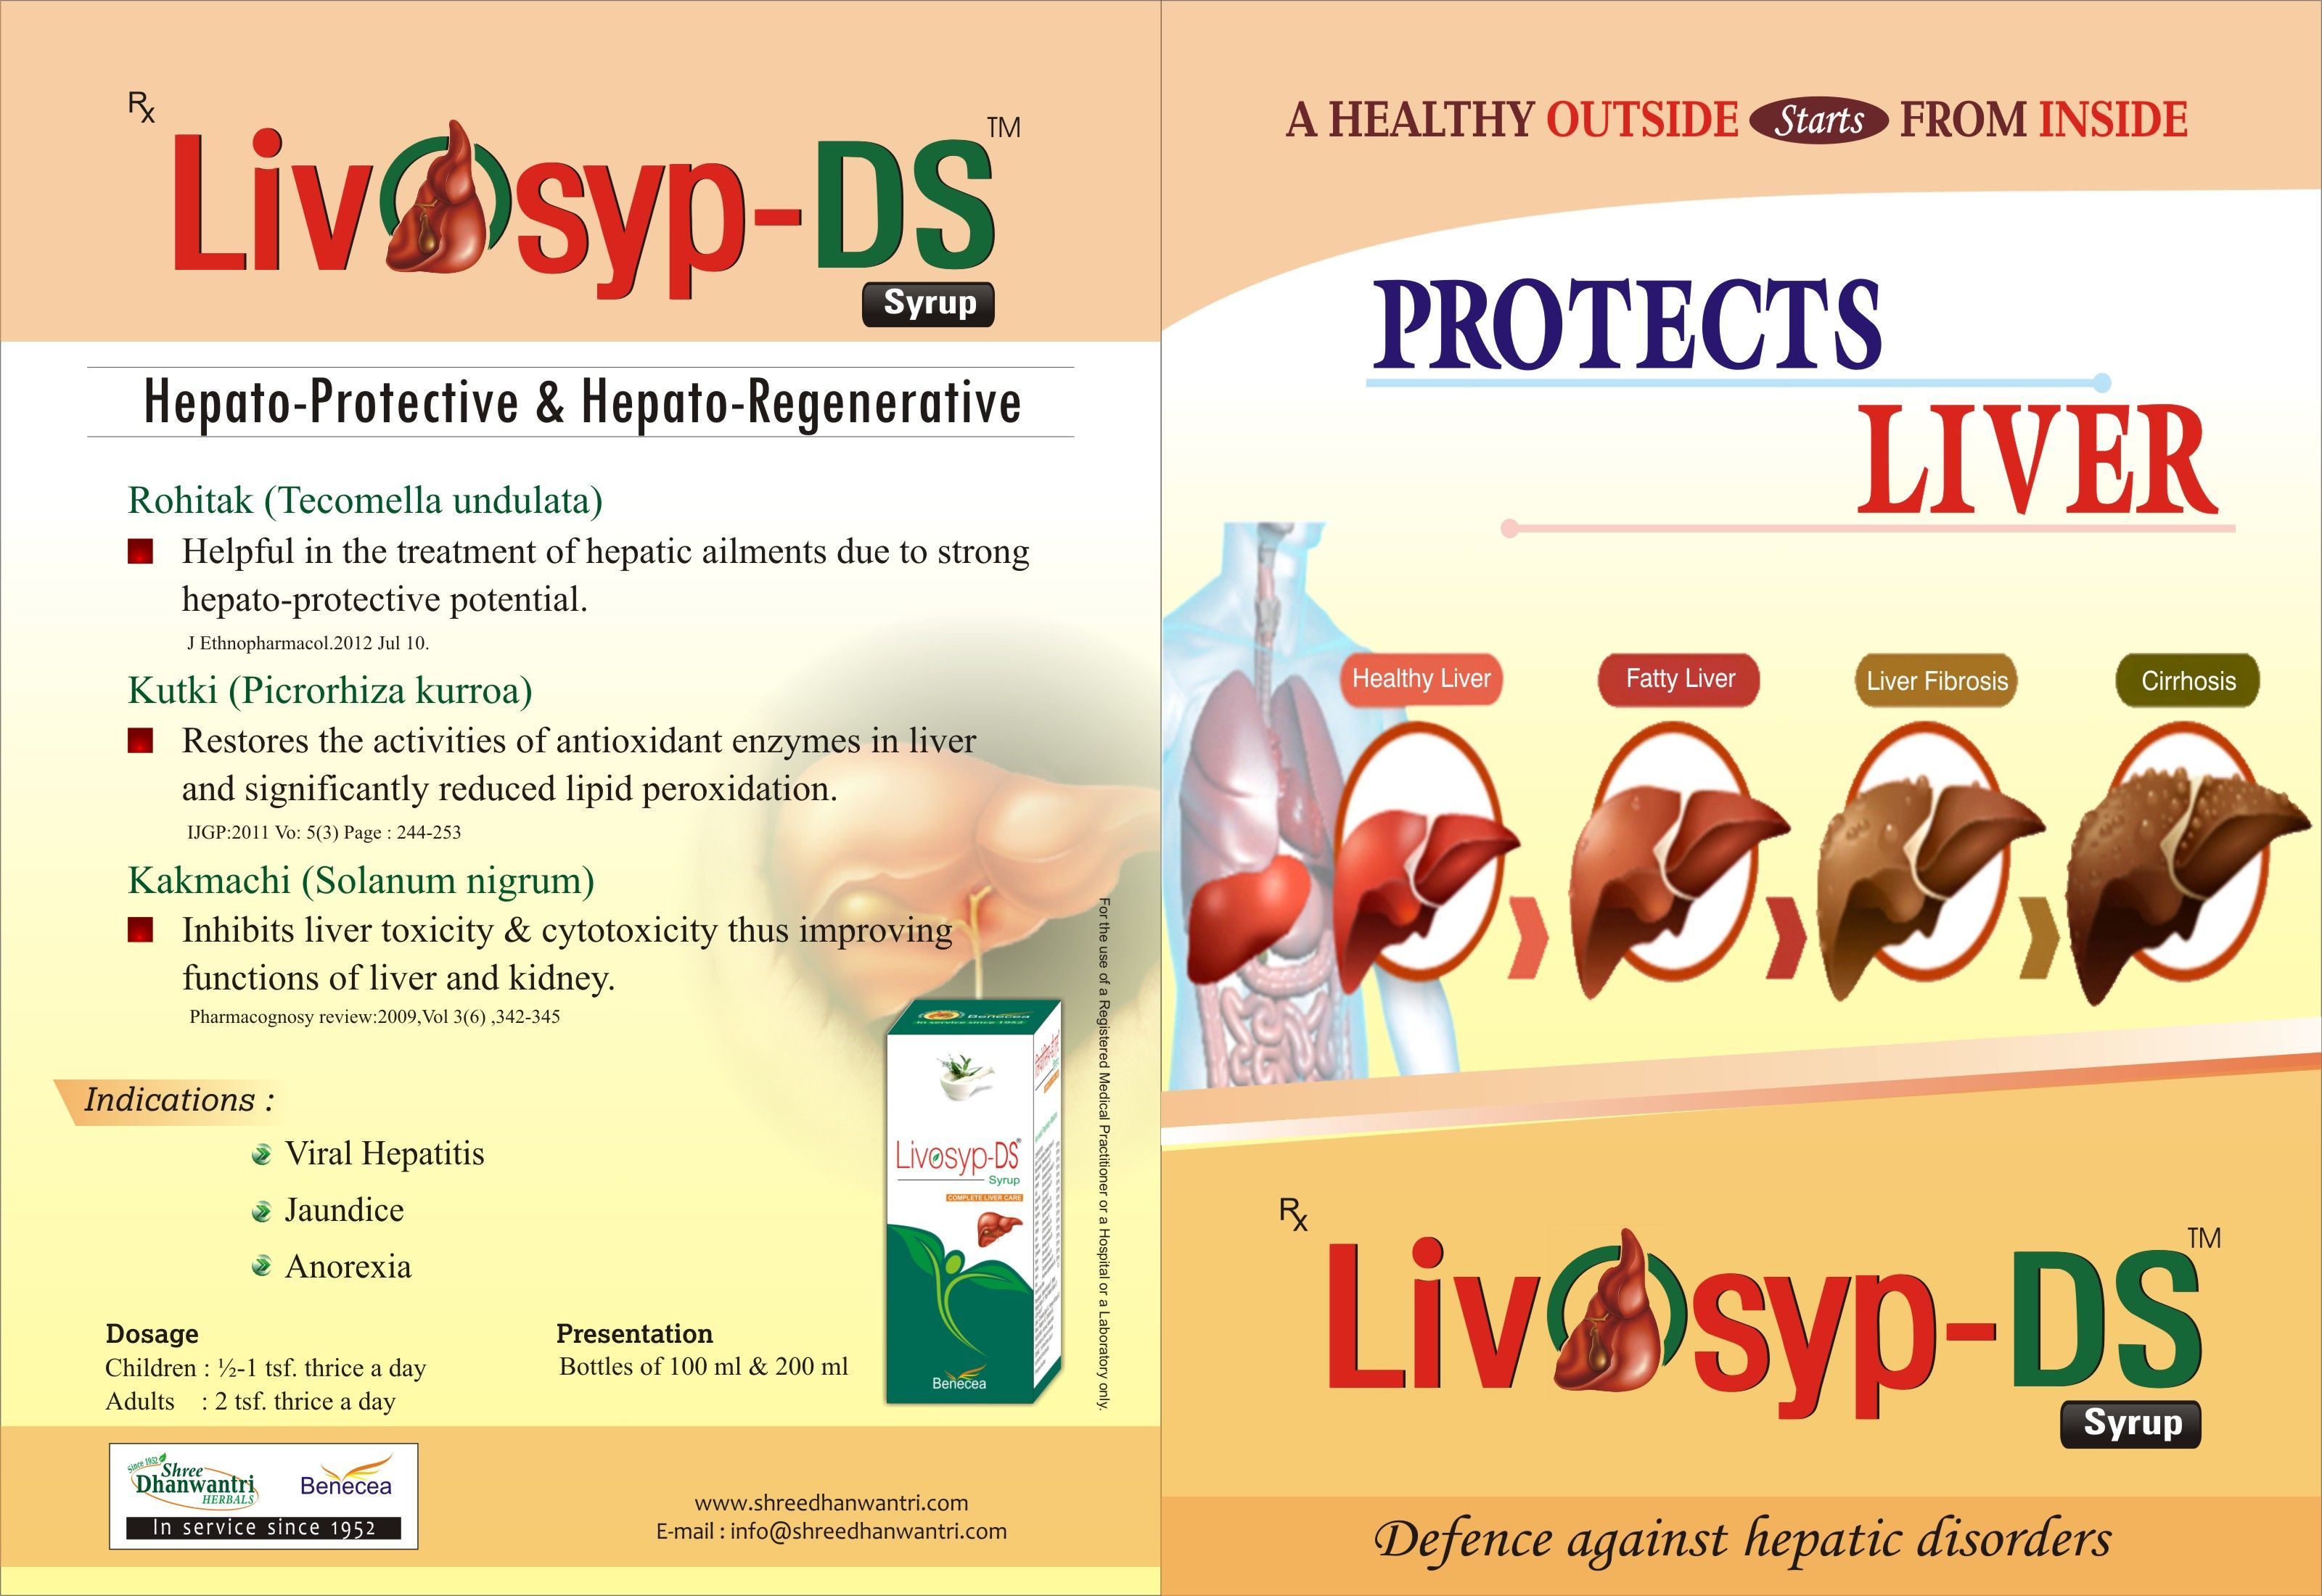 Rx
Livosyp-DS™
Syrup
Hepato-Protective & Hepato-Regenerative
Rohitak (Tecomella undulata)
Helpful in the treatment of hepatic ailments due to strong
hepato-protective potential.
J Ethnopharmacol.2012 Jul 10.
Kutki (Picrorhiza kurroa)
Restores the activities of antioxidant enzymes in liver
and significantly reduced lipid peroxidation.
IJGP:2011 Vo: 5(3) Page : 244-253
Kakmachi (Solanum nigrum)
Inhibits liver toxicity & cytotoxicity thus improving
functions of liver and kidney.
Pharmacognosy review:2009,Vol 3(6) ,342-345
Indications :
Viral Hepatitis
Jaundice
Anorexia
Dosage
Children : ½-1 tsf. thrice a day
Adults : 2 tsf. thrice a day
Presentation
Bottles of 100 ml & 200 ml
Benecea
In service since 1952
Livosyp-DS®
Syrup
COMPLETE LIVER CARE
Benecea
For the use of a Registered Medical Practitioner or a Hospital or a Laboratory only.
Since 1952
Shree
Dhanwantri
HERBALS
Benecea
In service since 1952
www.shreedhanwantri.com
E-mail : info@shreedhanwantri.com
A HEALTHY OUTSIDE Starts FROM INSIDE
PROTECTS
LIVER
Healthy Liver
Fatty Liver
Liver Fibrosis
Cirrhosis
Rx
Livosyp-DS™
Syrup
Defence against hepatic disorders